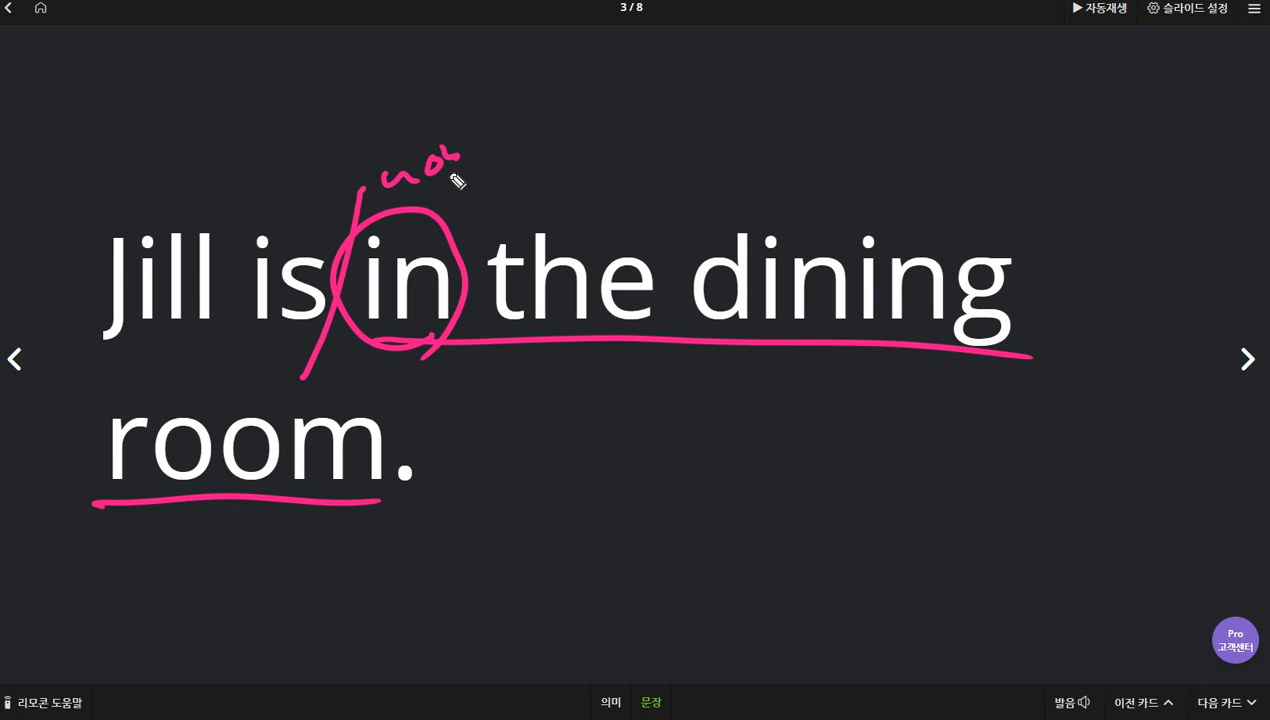 3 / 8
자동재생
슬라이드 설정
not
Jill is in the dining
room.
Pro
고객센터
리모콘 도움말
의미
문장
발음
이전 카드
다음 카드